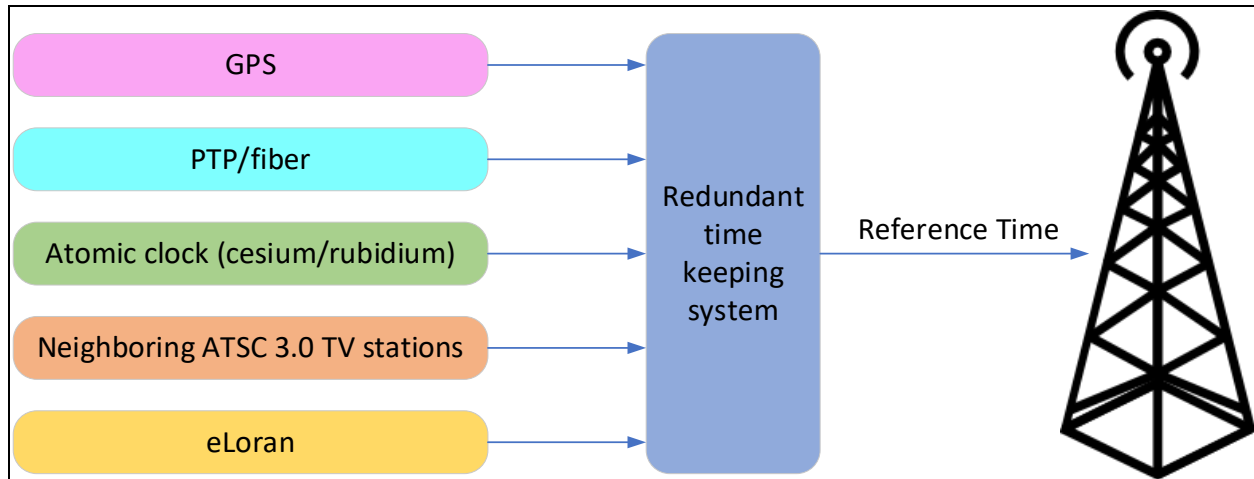 GPS
PTP/fiber
Atomic clock (cesium/rubidium)
Neighboring ATSC 3.0 TV stations
eLoran
Redundant
time
keeping
system
Reference Time